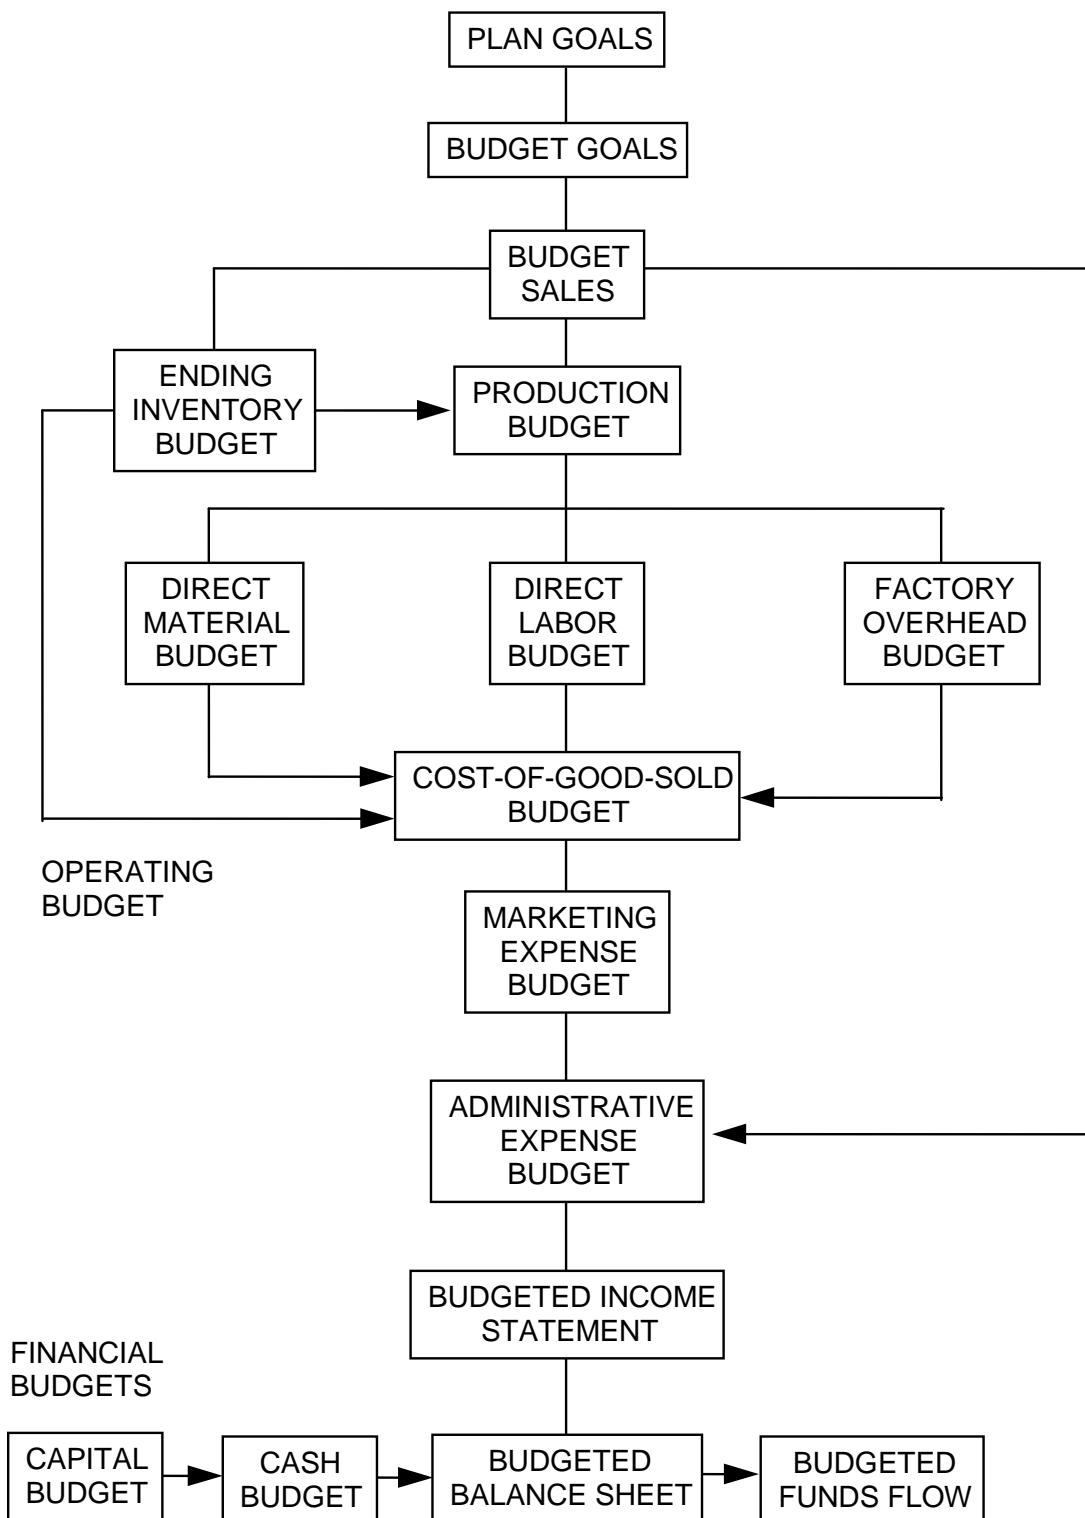 PLAN GOALS
BUDGET GOALS
BUDGET
SALES
ENDING
INVENTORY
BUDGET
PRODUCTION
BUDGET
DIRECT
MATERIAL
BUDGET
DIRECT
LABOR
BUDGET
FACTORY
OVERHEAD
BUDGET
COST-OF-GOOD-SOLD
BUDGET
OPERATING
BUDGET
MARKETING
EXPENSE
BUDGET
ADMINISTRATIVE
EXPENSE
BUDGET
BUDGETED INCOME
STATEMENT
FINANCIAL
BUDGETS
CAPITAL
BUDGET
CASH
BUDGET
BUDGETED
BALANCE SHEET
BUDGETED
FUNDS FLOW